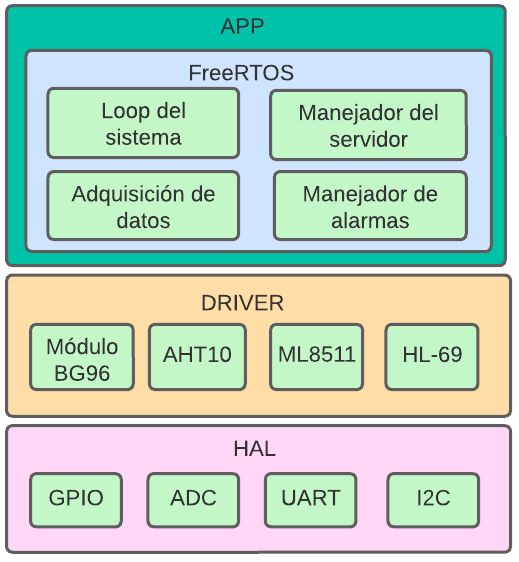 APP
FreeRTOS
Loop del
sistema
Manejador del
servidor
Adquisición de
datos
Manejador de
alarmas
DRIVER
Módulo
BG96
AHT10
ML8511
HL-69
HAL
GPIO
ADC
UART
I2C